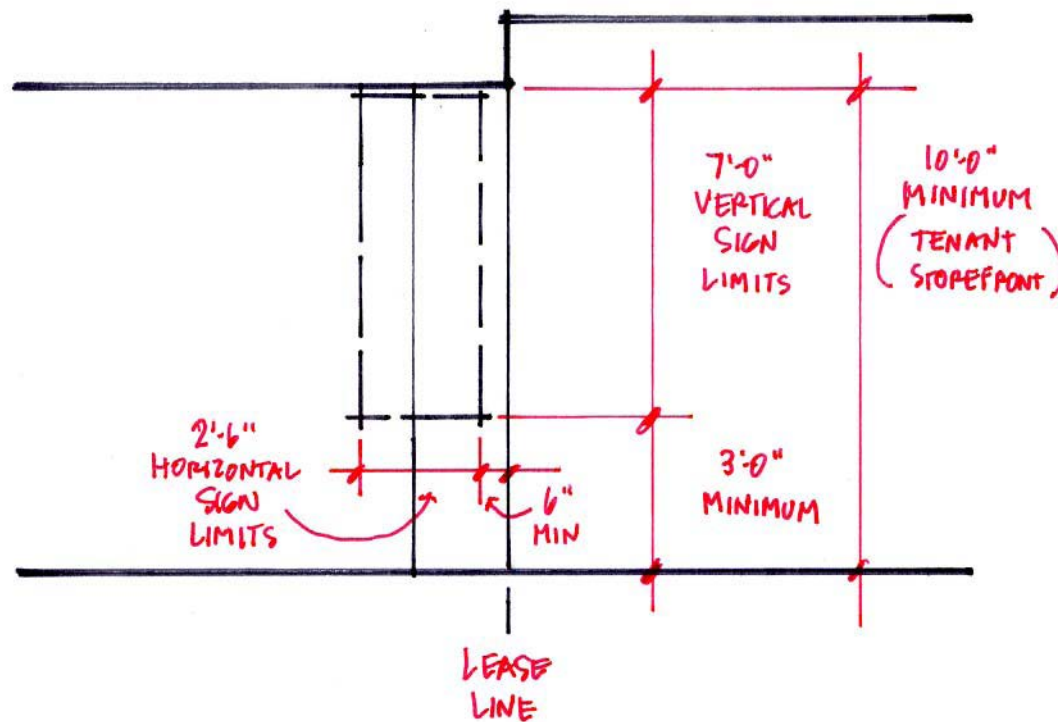 7'-0"
VERTICAL
SIGN
LIMITS
10'-0"
MINIMUM
(TENANT
STOREFRONT)
2'-6"
HORIZONTAL
SIGN
LIMITS
6"
MIN
3'-0"
MINIMUM
LEASE
LINE